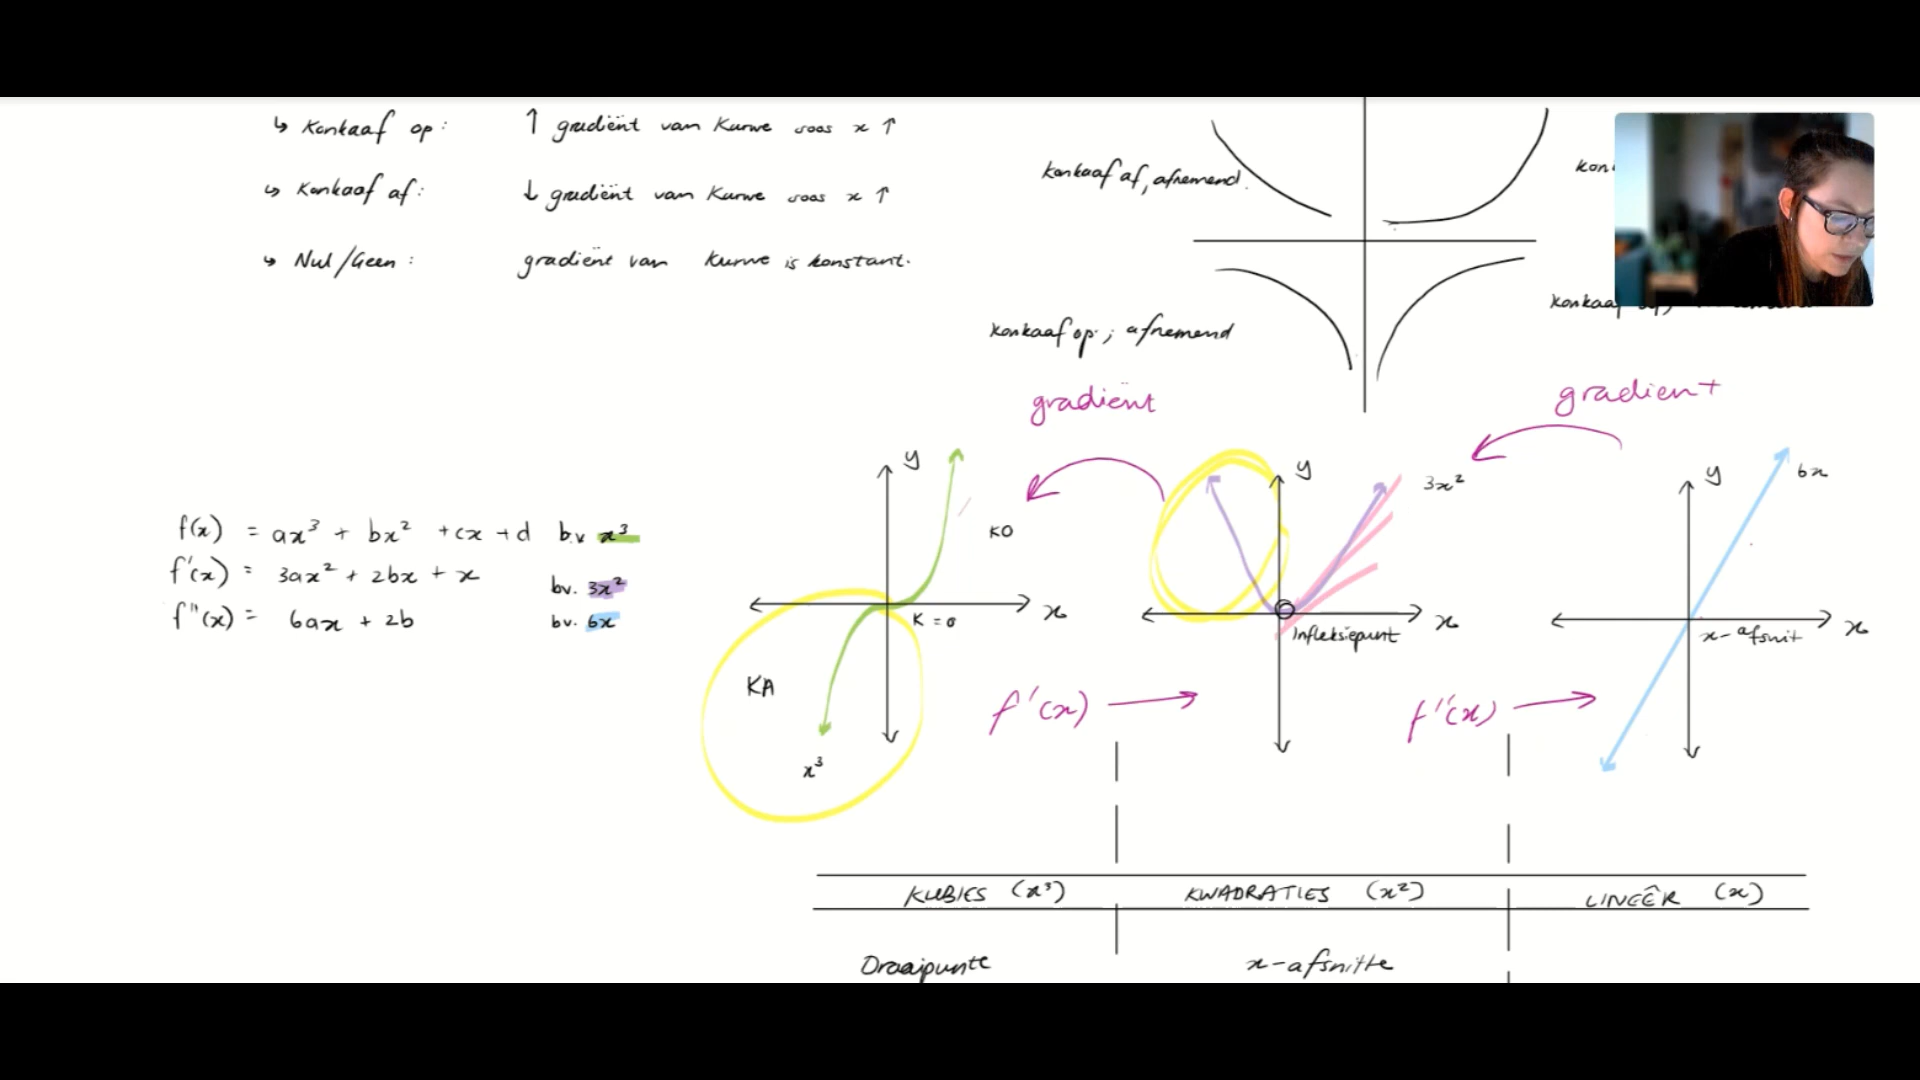 ↳ Konkaaf op: ↑ gradiënt van Kurwe soos x ↑
↳ Konkaaf af: ↓ gradiënt van Kurwe soos x ↑
↳ Nul/Geen: gradiënt van Kurwe is konstant.
Konkaaf af, afnemend.
Konkaaf op; afnemend
gradiënt
gradient
f(x) = ax³ + bx² + cx + d bv x³
f'(x) = 3ax² + 2bx + x bv. 3x²
f"(x) = 6ax + 2b bv. 6x
y
KO
x
K = 0
KA
x³
y
3x²
x
Infleksiepunt
y
6x
x
x-afsnit
f'(x) →
f"(x) →
KUBIES (x³) KWADRATIES (x²) LINEÊR (x)
Draaipunte x-afsnitte